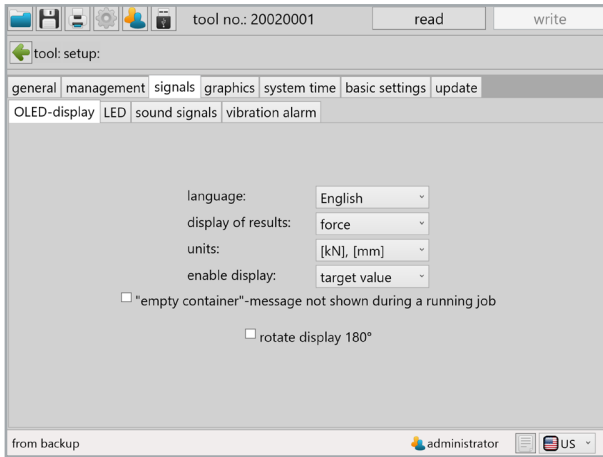 tool no.: 20020001 read write
tool: setup:
general management signals graphics system time basic settings update
OLED-display LED sound signals vibration alarm
language: English
display of results: force
units: [kN], [mm]
enable display: target value
"empty container"-message not shown during a running job
rotate display 180°
from backup administrator US